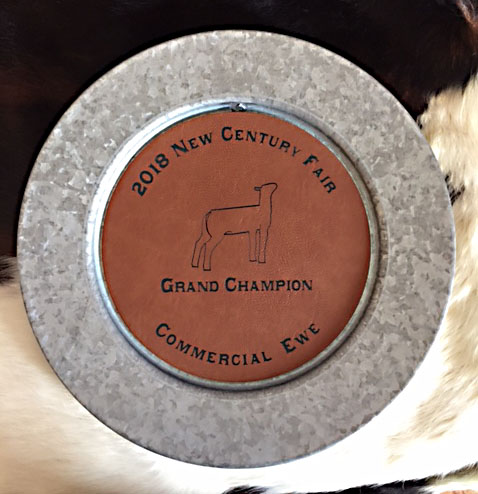 2018 New Century Fair
Grand Champion
Commercial Ewe